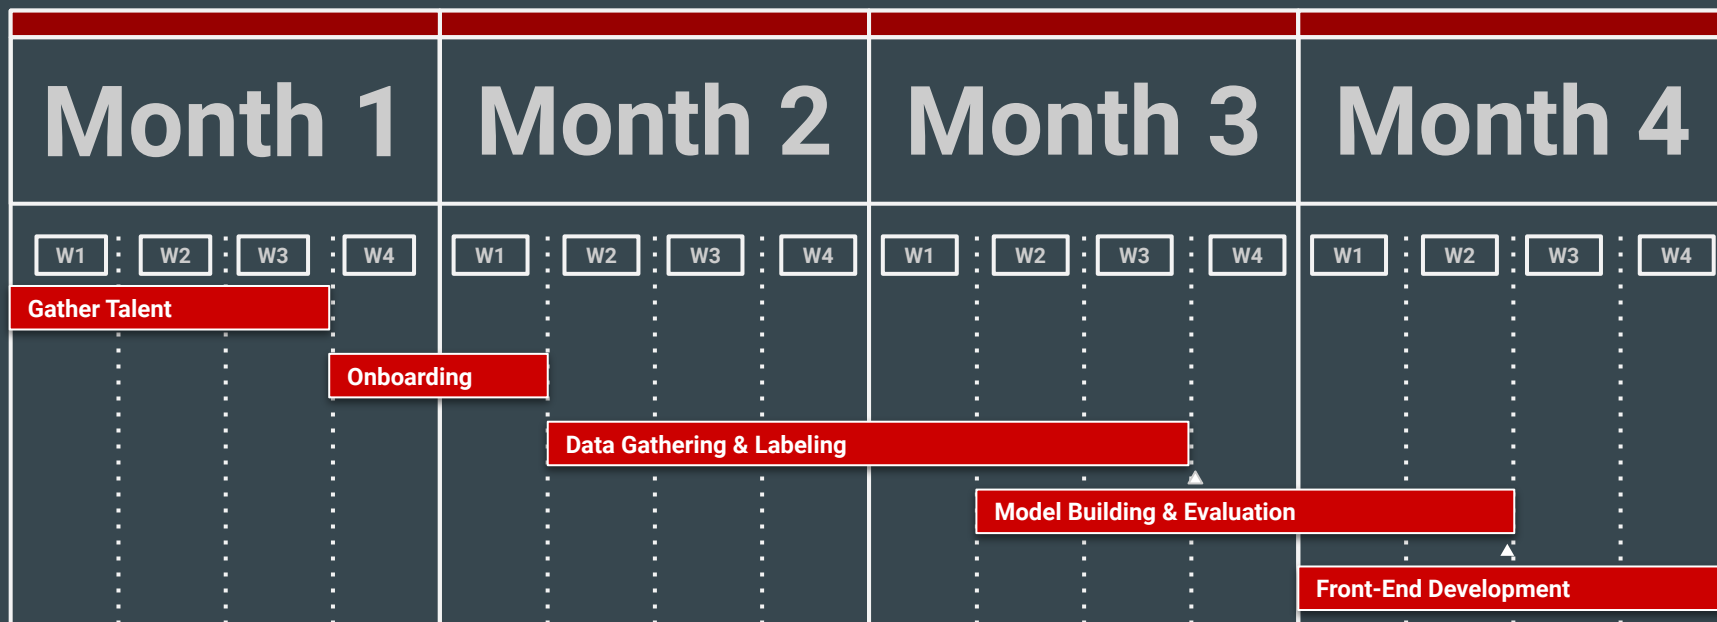 Month 1 Month 2 Month 3 Month 4
W1 W2 W3 W4 W1 W2 W3 W4 W1 W2 W3 W4 W1 W2 W3 W4
Gather Talent
Onboarding
Data Gathering & Labeling
Model Building & Evaluation
Front-End Development